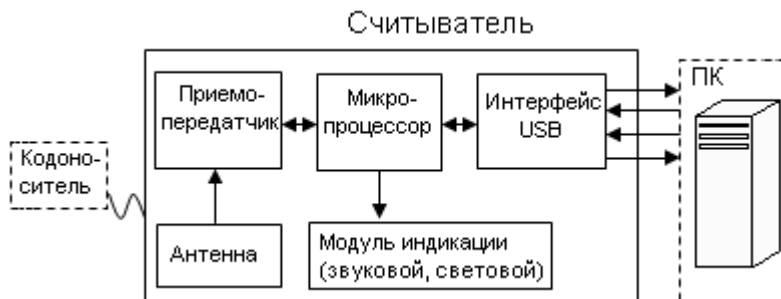 Считыватель
ПК
Приемо-
передатчик
Микро-
процессор
Интерфейс
USB
Кодоно-
ситель
Антенна
Модуль индикации
(звуковой, световой)